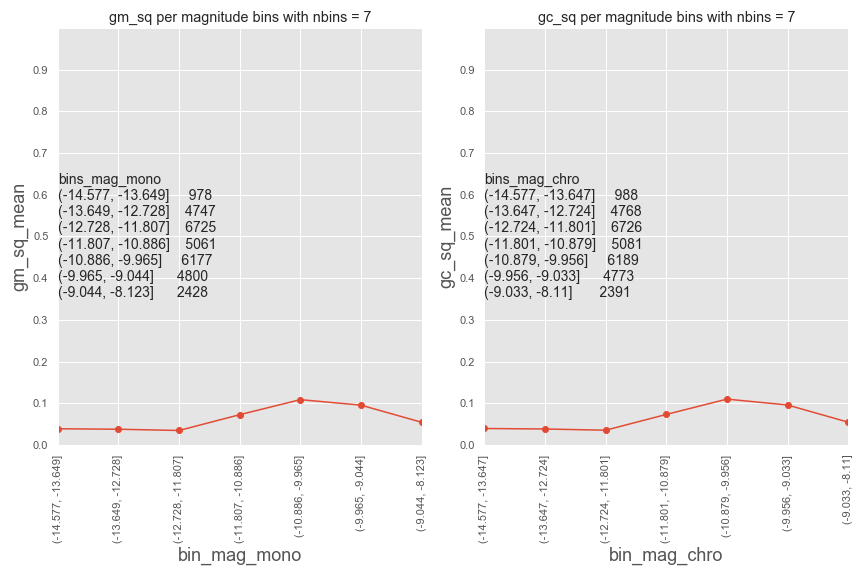 gm_sq per magnitude bins with nbins = 7
0.9
0.8
0.7
0.6
0.5
0.4
0.3
0.2
0.1
0.0
gm_sq_mean
bins_mag_mono
(-14.577, -13.649] 978
(-13.649, -12.728] 4747
(-12.728, -11.807] 6725
(-11.807, -10.886] 5061
(-10.886, -9.965] 6177
(-9.965, -9.044] 4800
(-9.044, -8.123] 2428
(-14.577, -13.649]
(-13.649, -12.728]
(-12.728, -11.807]
(-11.807, -10.886]
(-10.886, -9.965]
(-9.965, -9.044]
(-9.044, -8.123]
bin_mag_mono
gc_sq per magnitude bins with nbins = 7
0.9
0.8
0.7
0.6
0.5
0.4
0.3
0.2
0.1
0.0
gc_sq_mean
bins_mag_chro
(-14.577, -13.647] 988
(-13.647, -12.724] 4768
(-12.724, -11.801] 6726
(-11.801, -10.879] 5081
(-10.879, -9.956] 6189
(-9.956, -9.033] 4773
(-9.033, -8.11] 2391
(-14.577, -13.647]
(-13.647, -12.724]
(-12.724, -11.801]
(-11.801, -10.879]
(-10.879, -9.956]
(-9.956, -9.033]
(-9.033, -8.11]
bin_mag_chro